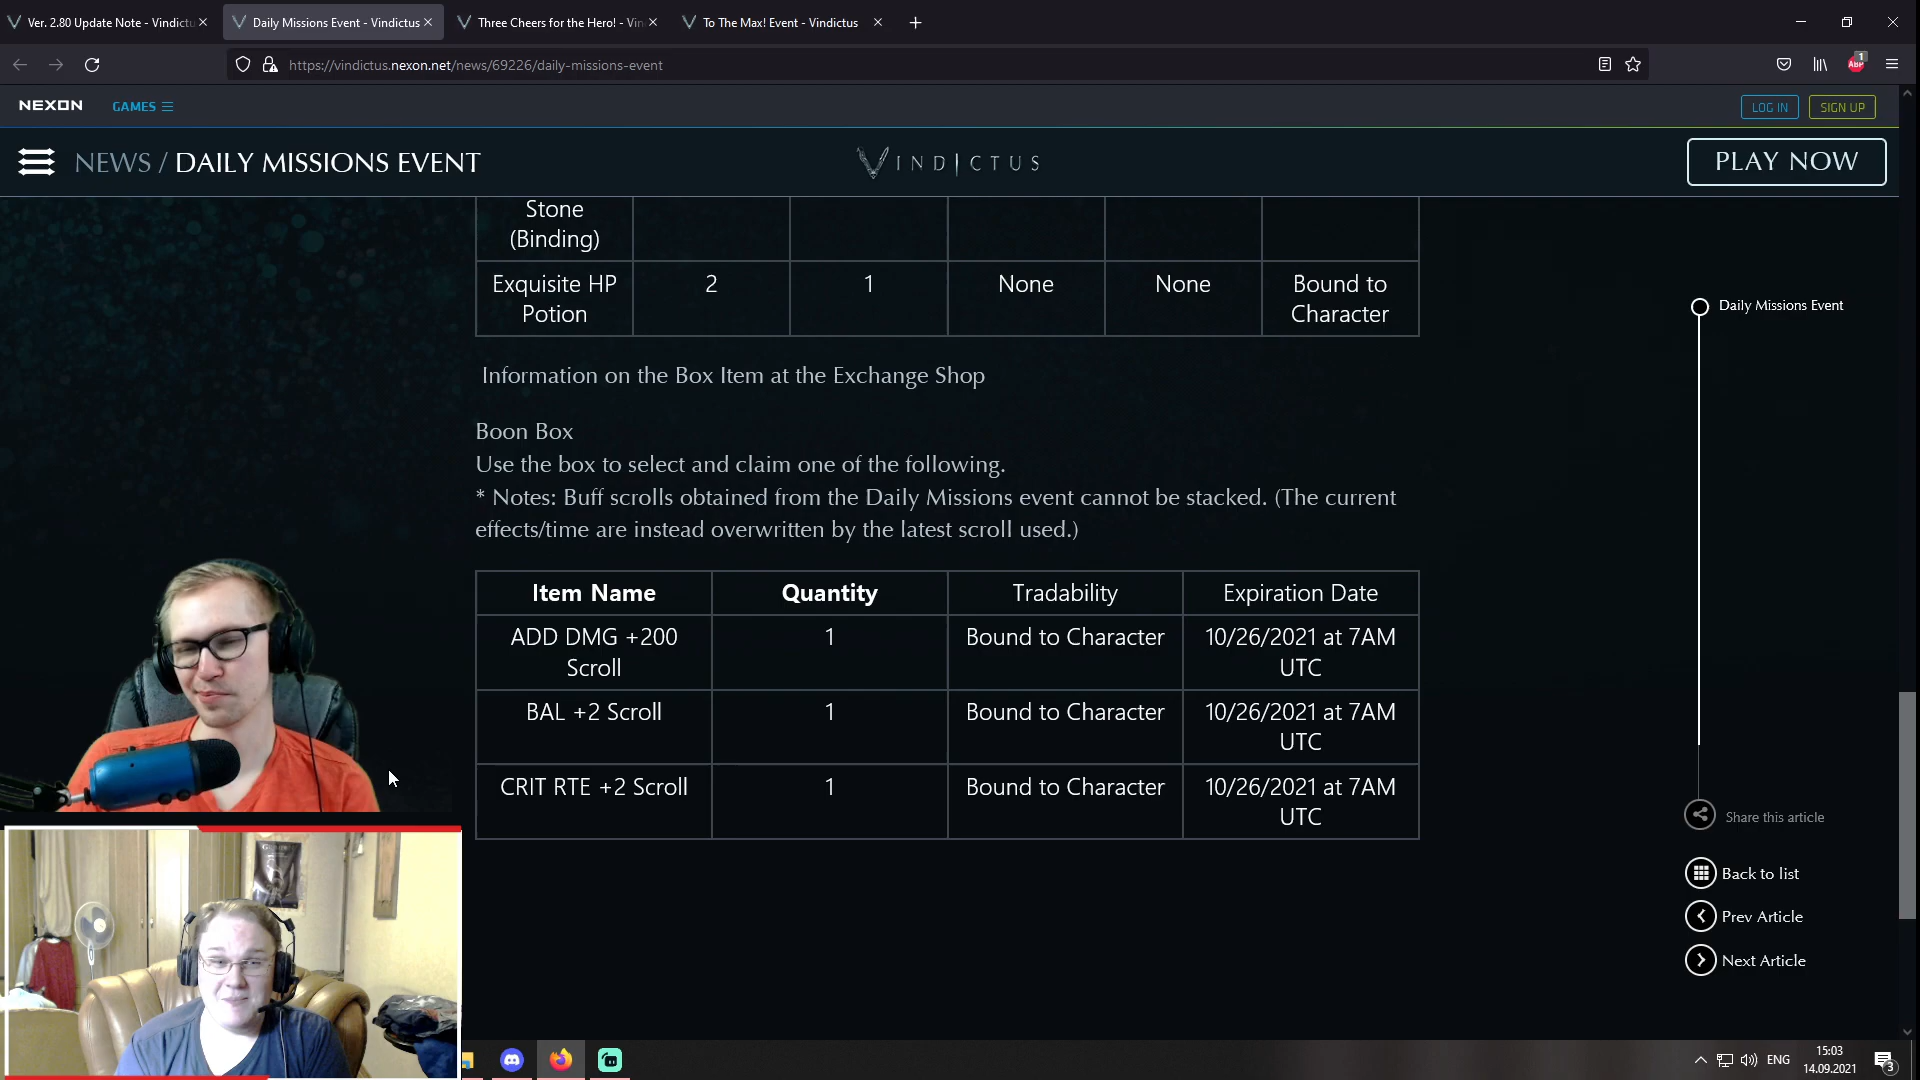 Ver. 2.80 Update Note - Vindictu
Daily Missions Event - Vindictus
Three Cheers for the Hero! - Vin
To The Max! Event - Vindictus
https://vindictus.nexon.net/news/69226/daily-missions-event
ABP
1
NEXON
GAMES
LOG IN
SIGN UP
NEWS / DAILY MISSIONS EVENT
VINDICTUS
PLAY NOW
Stone
(Binding)
Exquisite HP
Potion
2
1
None
None
Bound to
Character
Daily Missions Event
Information on the Box Item at the Exchange Shop
Boon Box
Use the box to select and claim one of the following.
* Notes: Buff scrolls obtained from the Daily Missions event cannot be stacked. (The current
effects/time are instead overwritten by the latest scroll used.)
Item Name Quantity Tradability Expiration Date
ADD DMG +200
Scroll
1
Bound to Character
10/26/2021 at 7AM
UTC
BAL +2 Scroll
1
Bound to Character
10/26/2021 at 7AM
UTC
CRIT RTE +2 Scroll
1
Bound to Character
10/26/2021 at 7AM
UTC
Share this article
Back to list
Prev Article
Next Article
ENG
15:03
14.09.2021
3